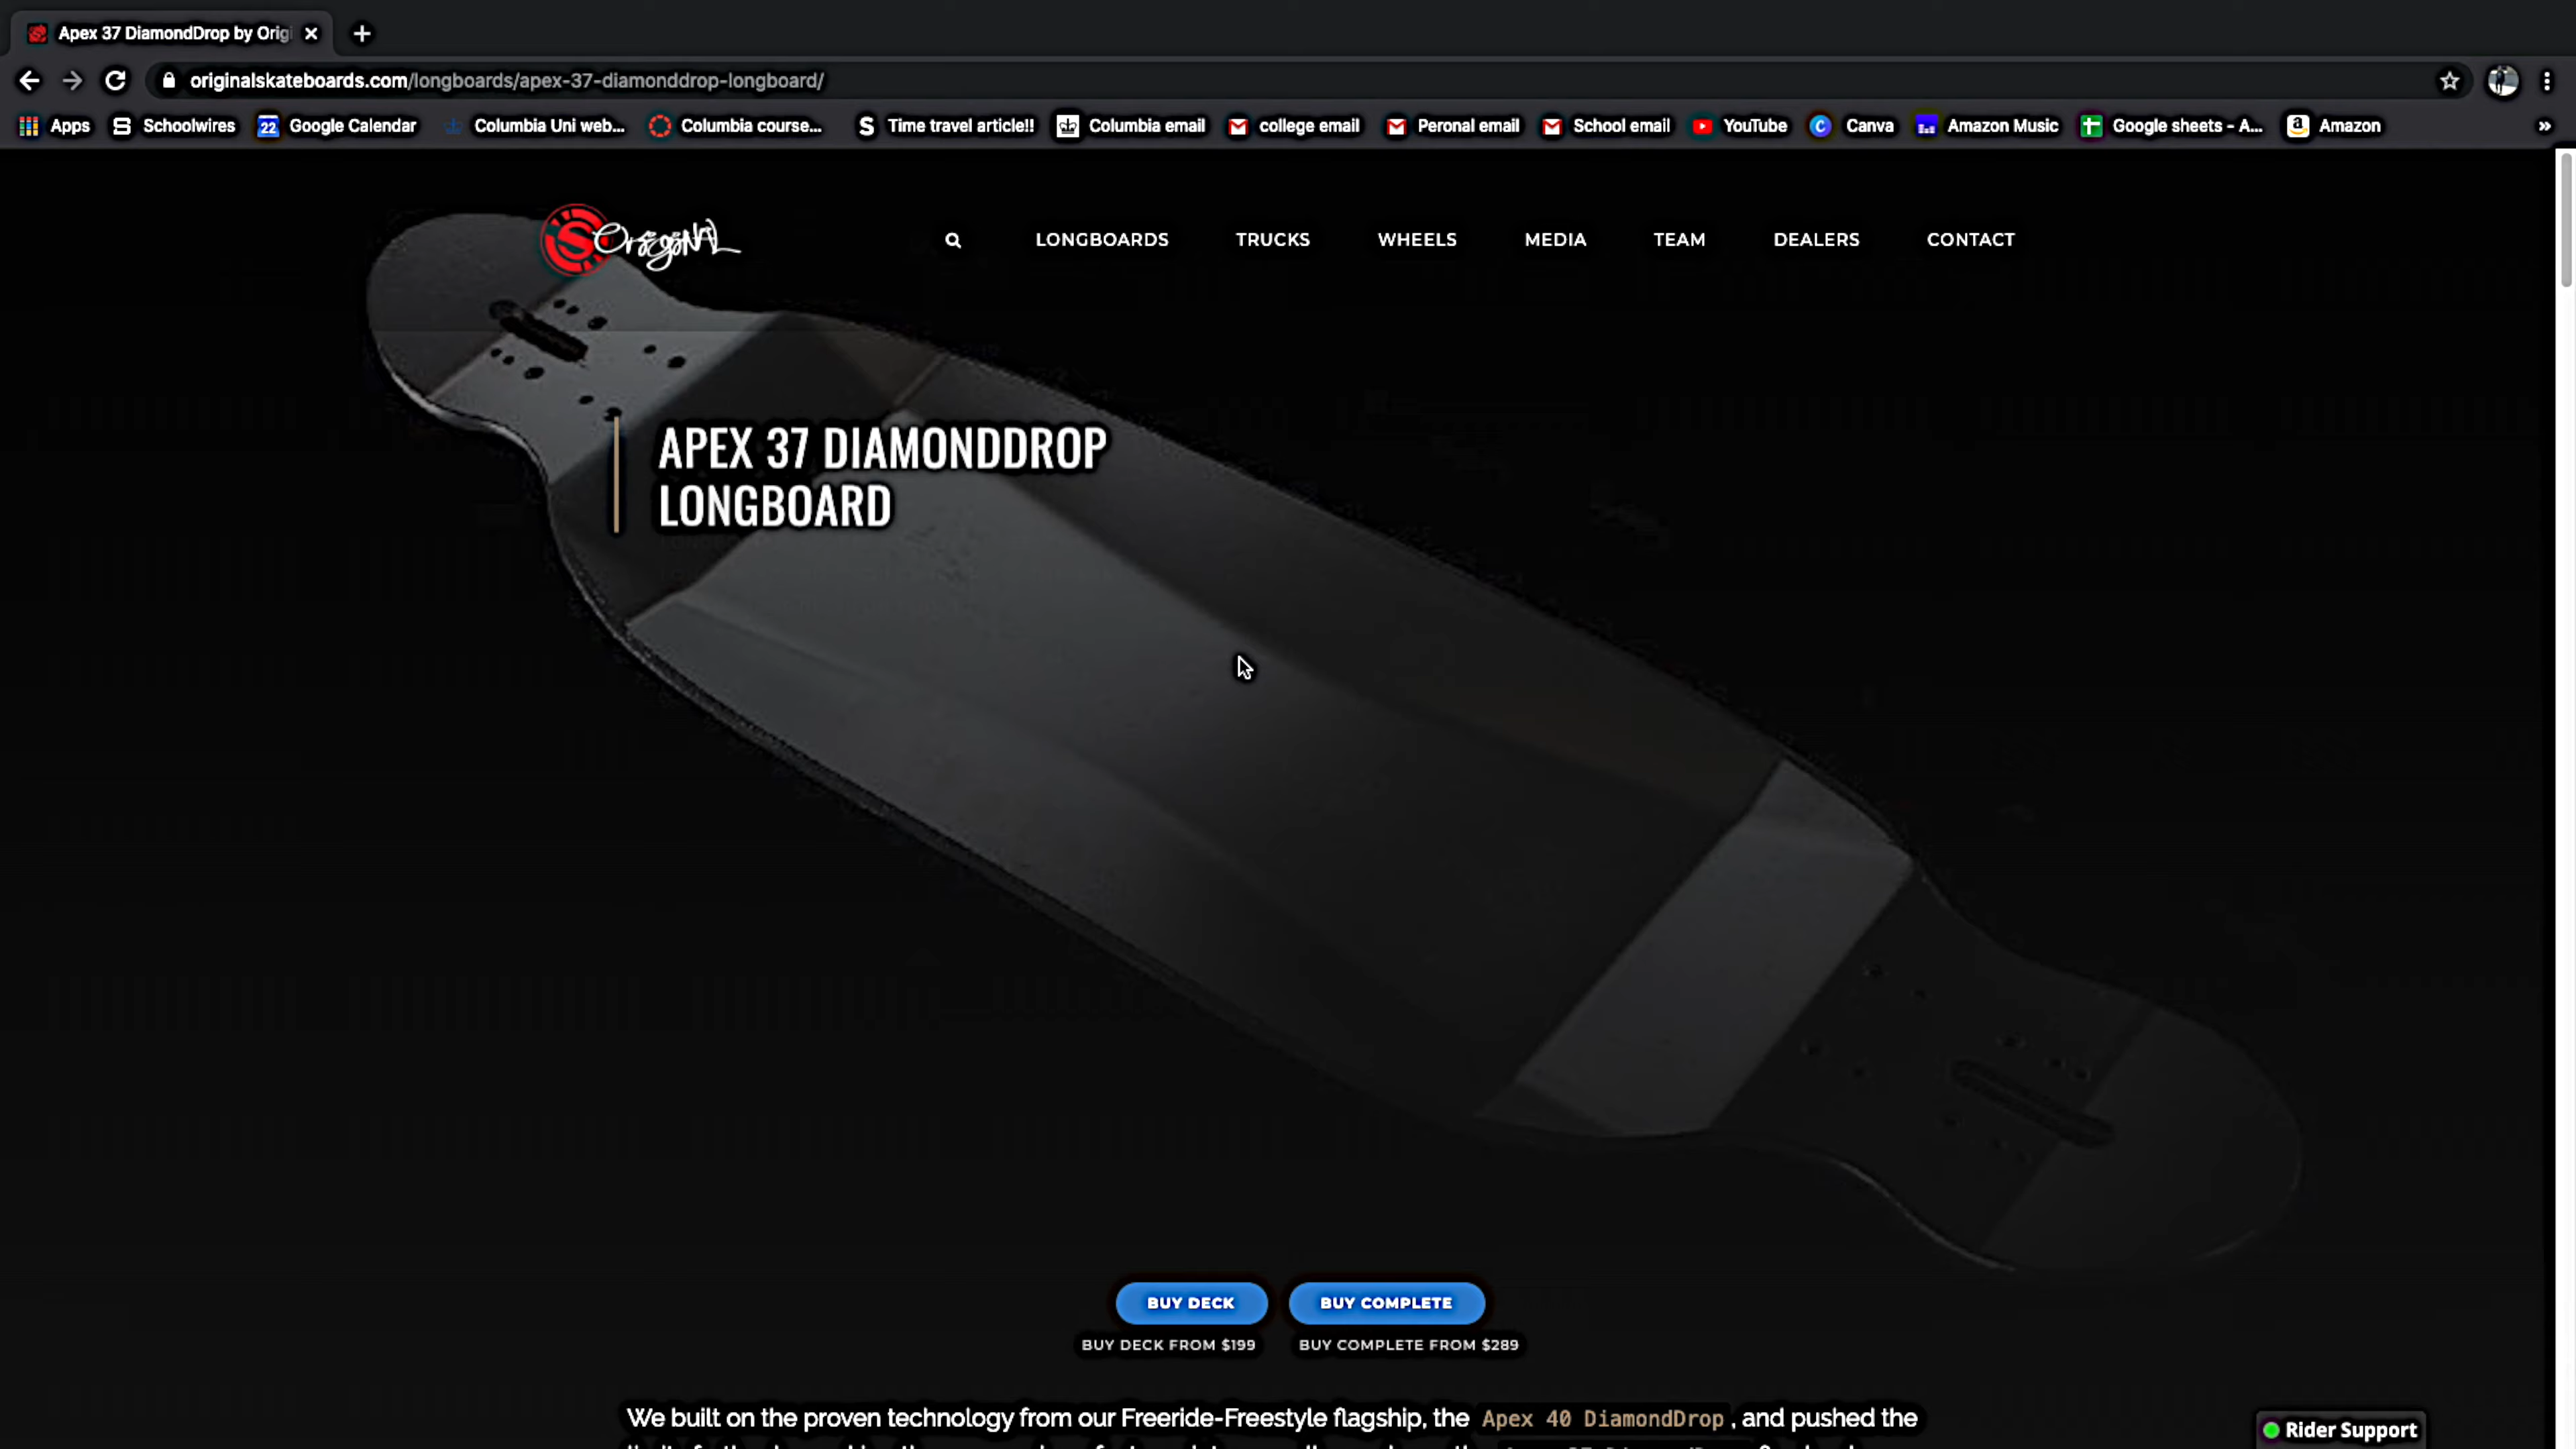 Apex 37 DiamondDrop by Orig
originalskateboards.com/longboards/apex-37-diamonddrop-longboard/
Apps Schoolwires 22 Google Calendar Columbia Uni web... Columbia course... Time travel article!! Columbia email college email Peronal email School email YouTube Canva Amazon Music Google sheets - A... Amazon »
Original LONGBOARDS TRUCKS WHEELS MEDIA TEAM DEALERS CONTACT
APEX 37 DIAMONDDROP
LONGBOARD
BUY DECK BUY COMPLETE
BUY DECK FROM $199 BUY COMPLETE FROM $289
We built on the proven technology from our Freeride-Freestyle flagship, the Apex 40 DiamondDrop, and pushed the
Rider Support